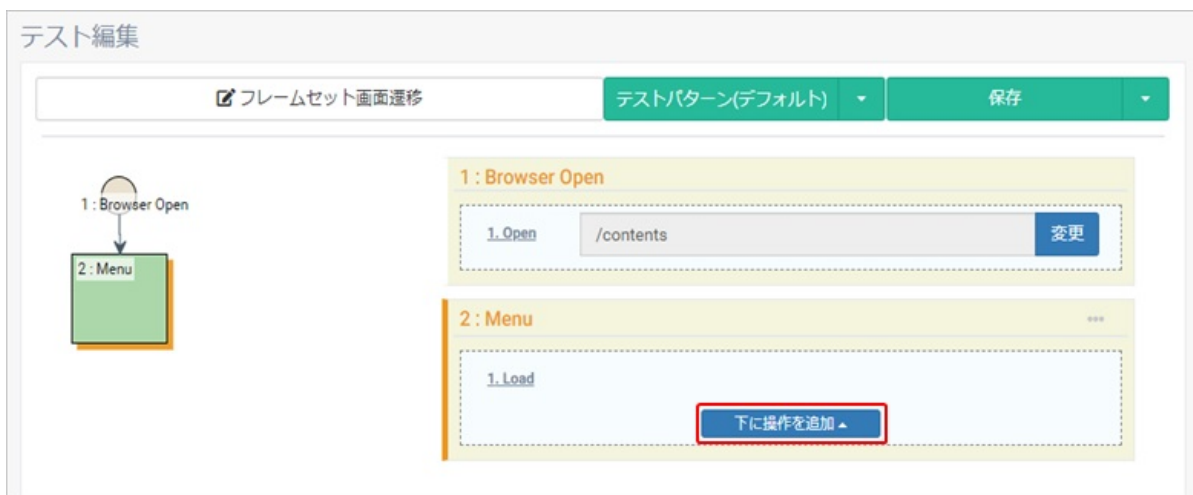 テスト編集
フレームセット画面遷移
テストパターン(デフォルト)
保存
1 : Browser Open
2 : Menu
1 : Browser Open
1. Open
/contents
変更
2 : Menu
1. Load
下に操作を追加